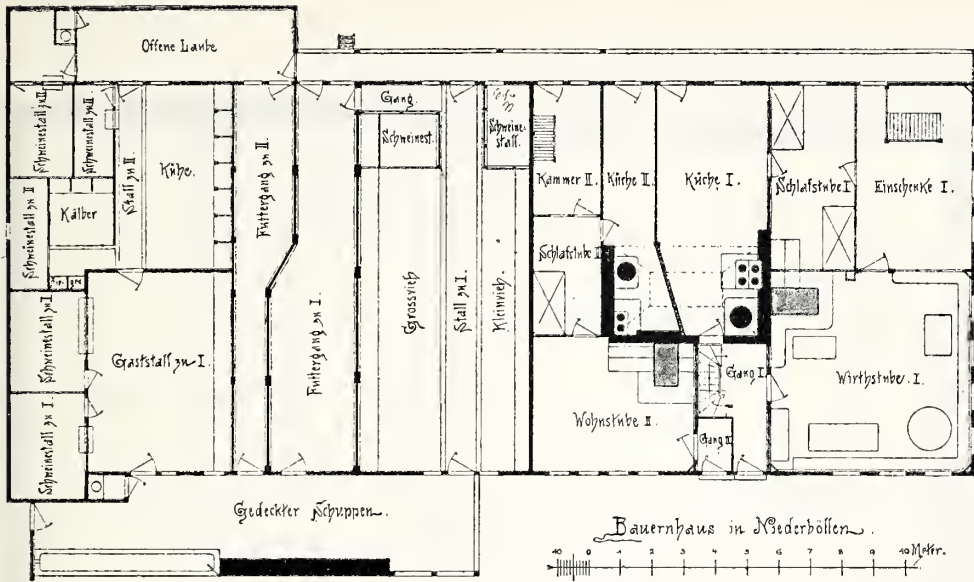 Offene Laube
Schweinestall zu II
Schweinestall zu II
Stall zu II
Kühe.
Futtergang zu II
Gang.
Schweinest.
Schweine-
stall.
Kammer II.
Küche II.
Küche I.
Schlafstube I
Einschenke I.
Schweinestall zu II
Kälber
Schlafstube II
Grossvieh
Stall zu I.
Kleinvieh
Schweinestall zu I
Gaststall zu I.
Futtergang zu I.
Gang I
Wirthstube. I.
Schweinestall zu I.
Wohnstube II.
Gang II
Gedeckter Schuppen.
Bauernhaus in Niederböllen.
10 0 1 2 3 4 5 6 7 8 9 10 Meter.